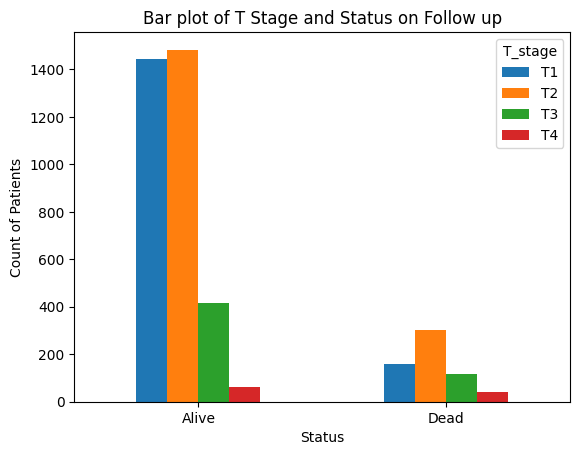 Bar plot of T Stage and Status on Follow up
T_stage
T1
T2
T3
T4
Count of Patients
1400
1200
1000
800
600
400
200
0
Alive
Dead
Status